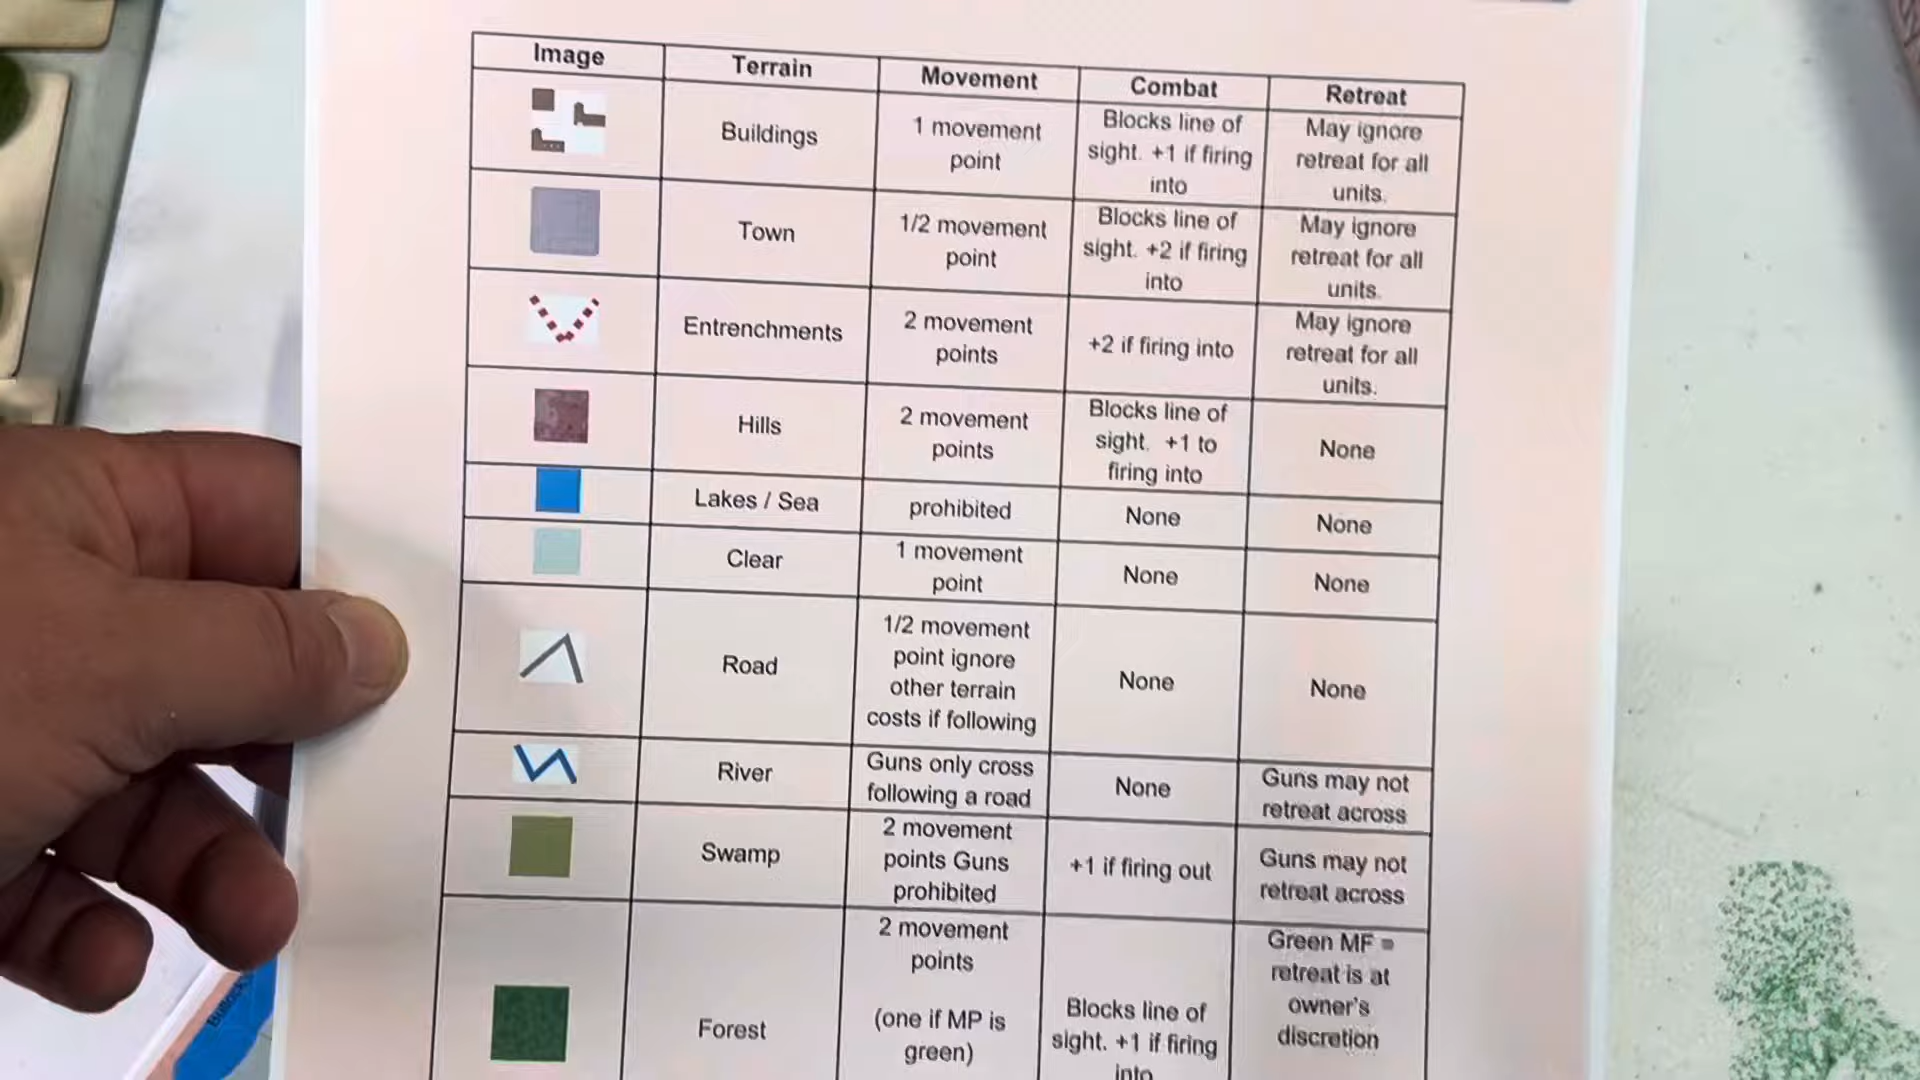 Image Terrain Movement Combat Retreat
Buildings
1 movement
point
Blocks line of
sight. +1 if firing
into
May ignore
retreat for all
units.
Town
1/2 movement
point
Blocks line of
sight. +2 if firing
into
May ignore
retreat for all
units.
Entrenchments
2 movement
points
+2 if firing into
May ignore
retreat for all
units.
Hills
2 movement
points
Blocks line of
sight. +1 to
firing into
None
Lakes / Sea
prohibited
None
None
Clear
1 movement
point
None
None
Road
1/2 movement
point ignore
other terrain
costs if following
None
None
River
Guns only cross
following a road
None
Guns may not
retreat across
Swamp
2 movement
points Guns
prohibited
+1 if firing out
Guns may not
retreat across
Forest
2 movement
points
(one if MP is
green)
Blocks line of
sight. +1 if firing
into
Green MF =
retreat is at
owner's
discretion